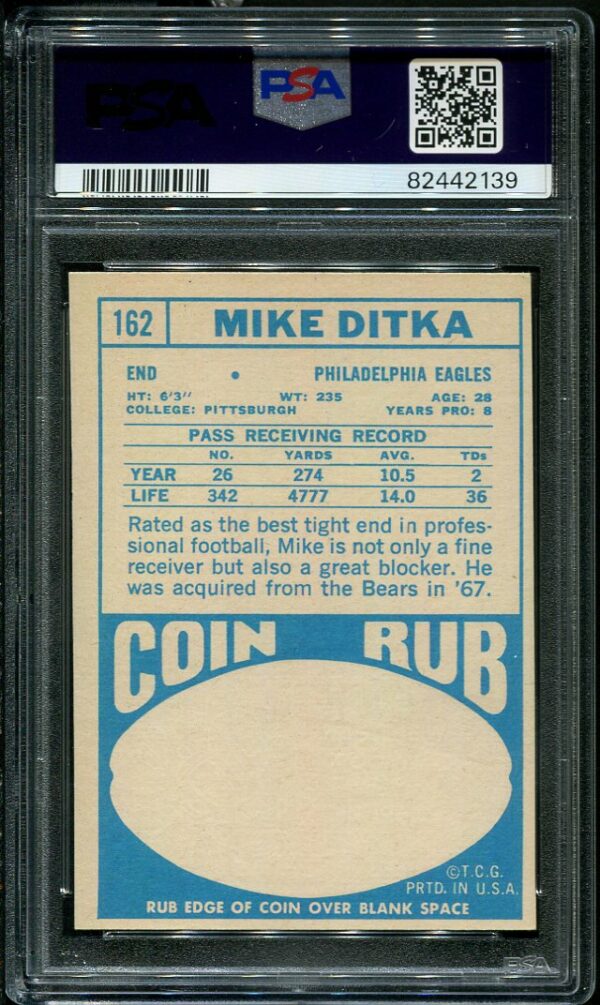 PSA
PSA
82442139
162 MIKE DITKA
END • PHILADELPHIA EAGLES
HT: 6'3" WT: 235 AGE: 28
COLLEGE: PITTSBURGH YEARS PRO: 8
PASS RECEIVING RECORD
NO. YARDS AVG. TDs
YEAR 26 274 10.5 2
LIFE 342 4777 14.0 36
Rated as the best tight end in profes-
sional football, Mike is not only a fine
receiver but also a great blocker. He
was acquired from the Bears in '67.
COIN RUB
©T.C.G.
PRTD. IN U.S.A.
RUB EDGE OF COIN OVER BLANK SPACE
PSA